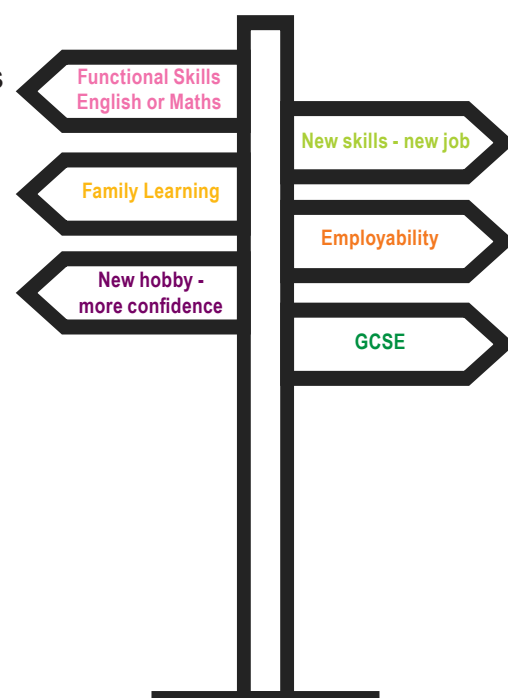 s
Functional Skills
English or Maths
New skills - new job
Family Learning
Employability
New hobby -
more confidence
GCSE